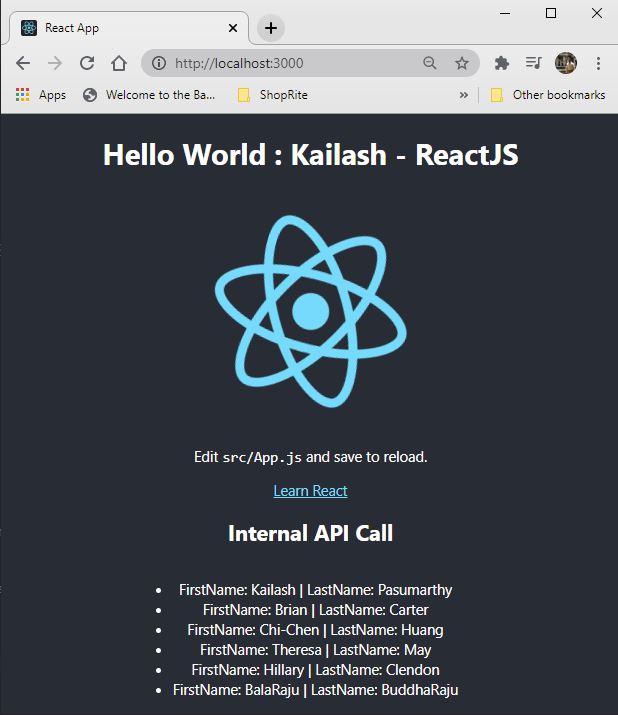 React App
http://localhost:3000
Apps Welcome to the Ba... ShopRite » Other bookmarks
Hello World : Kailash - ReactJS
Edit src/App.js and save to reload.
Learn React
Internal API Call
• FirstName: Kailash | LastName: Pasumarthy
• FirstName: Brian | LastName: Carter
• FirstName: Chi-Chen | LastName: Huang
• FirstName: Theresa | LastName: May
• FirstName: Hillary | LastName: Clendon
• FirstName: BalaRaju | LastName: BuddhaRaju